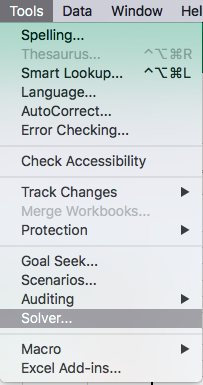 Tools Data Window Hel
Spelling...
Thesaurus... ^⌥⌘R
Smart Lookup... ^⌥⌘L
Language...
AutoCorrect...
Error Checking...
Check Accessibility
Track Changes ▶
Merge Workbooks...
Protection ▶
Goal Seek...
Scenarios...
Auditing ▶
Solver...
Macro ▶
Excel Add-ins...